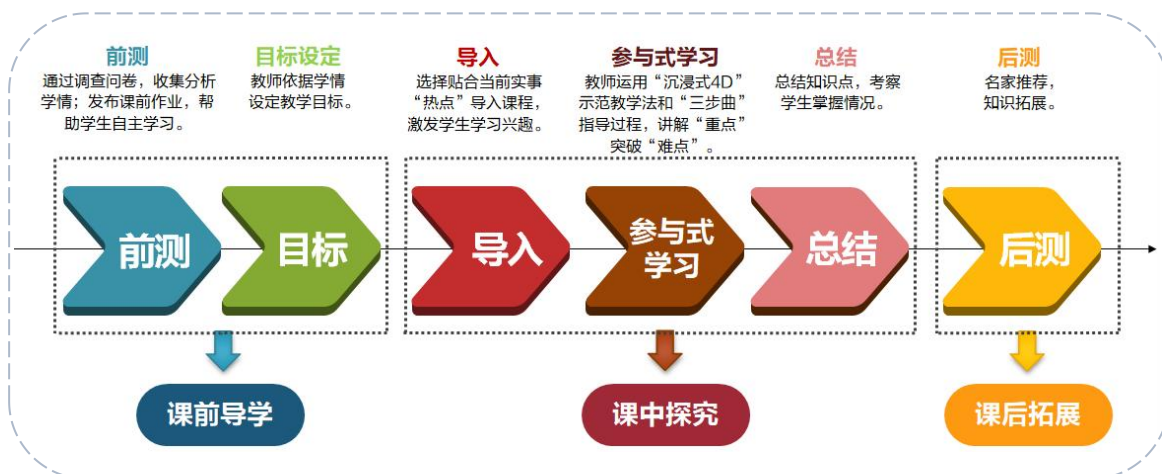 前测
通过调查问卷，收集分析
学情；发布课前作业，帮
助学生自主学习。
目标设定
教师依据学情
设定教学目标。
导入
选择贴合当前实事
“热点”导入课程，
激发学生学习兴趣。
参与式学习
教师运用“沉浸式4D”
示范教学法和“三步曲”
指导过程，讲解“重点”
突破“难点”。
总结
总结知识点，考察
学生掌握情况。
后测
名家推荐，
知识拓展。
前测
目标
导入
参与式
学习
总结
后测
课前导学
课中探究
课后拓展